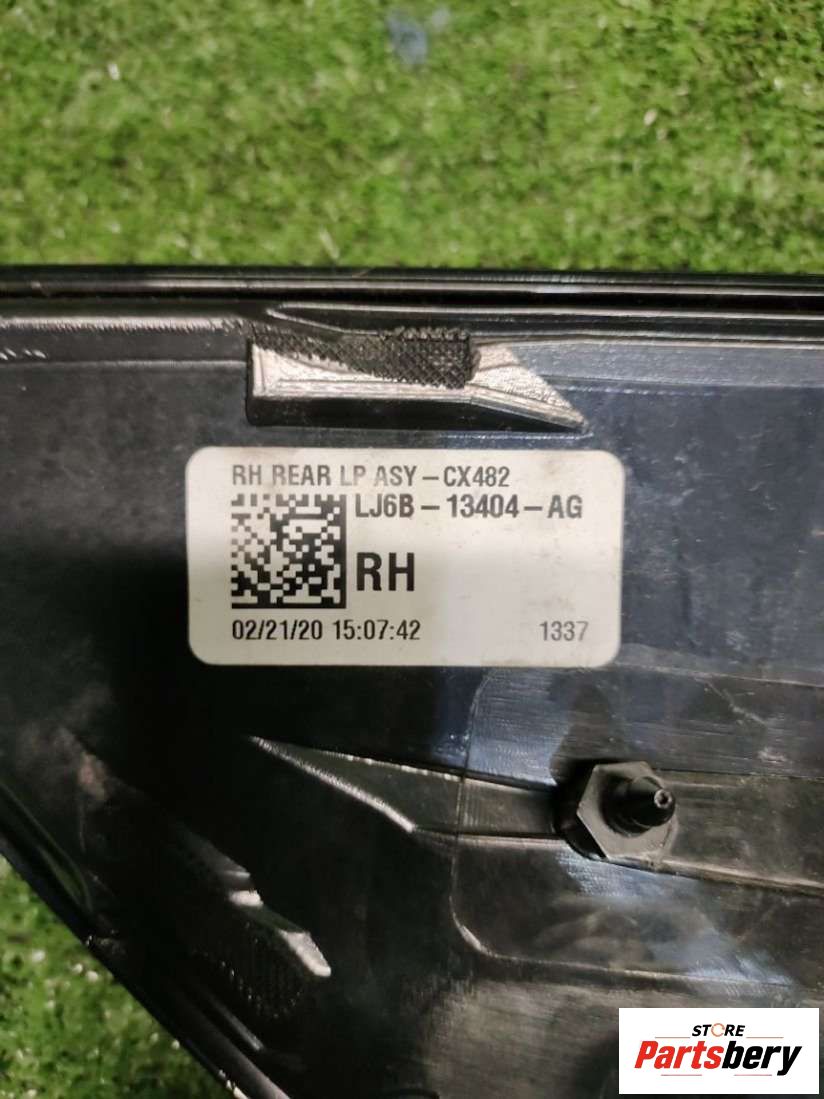 RH REAR LP ASY-CX482
LJ6B-13404-AG
RH
02/21/20 15:07:42 1337
STORE
Partsbery